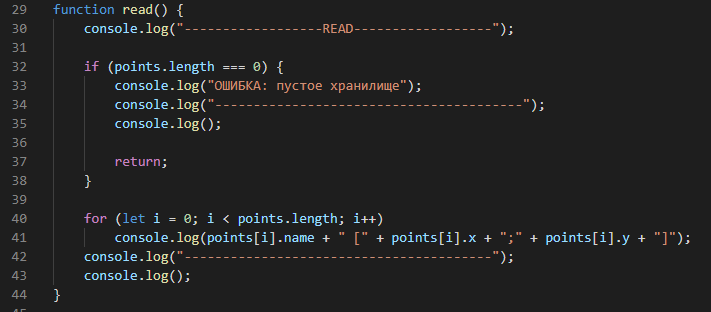 29 function read() {
30 console.log("------------------READ------------------");
31
32 if (points.length === 0) {
33 console.log("ОШИБКА: пустое хранилище");
34 console.log("----------------------------------------");
35 console.log();
36
37 return;
38 }
39
40 for (let i = 0; i < points.length; i++)
41 console.log(points[i].name + " [" + points[i].x + ";" + points[i].y + "]");
42 console.log("----------------------------------------");
43 console.log();
44 }